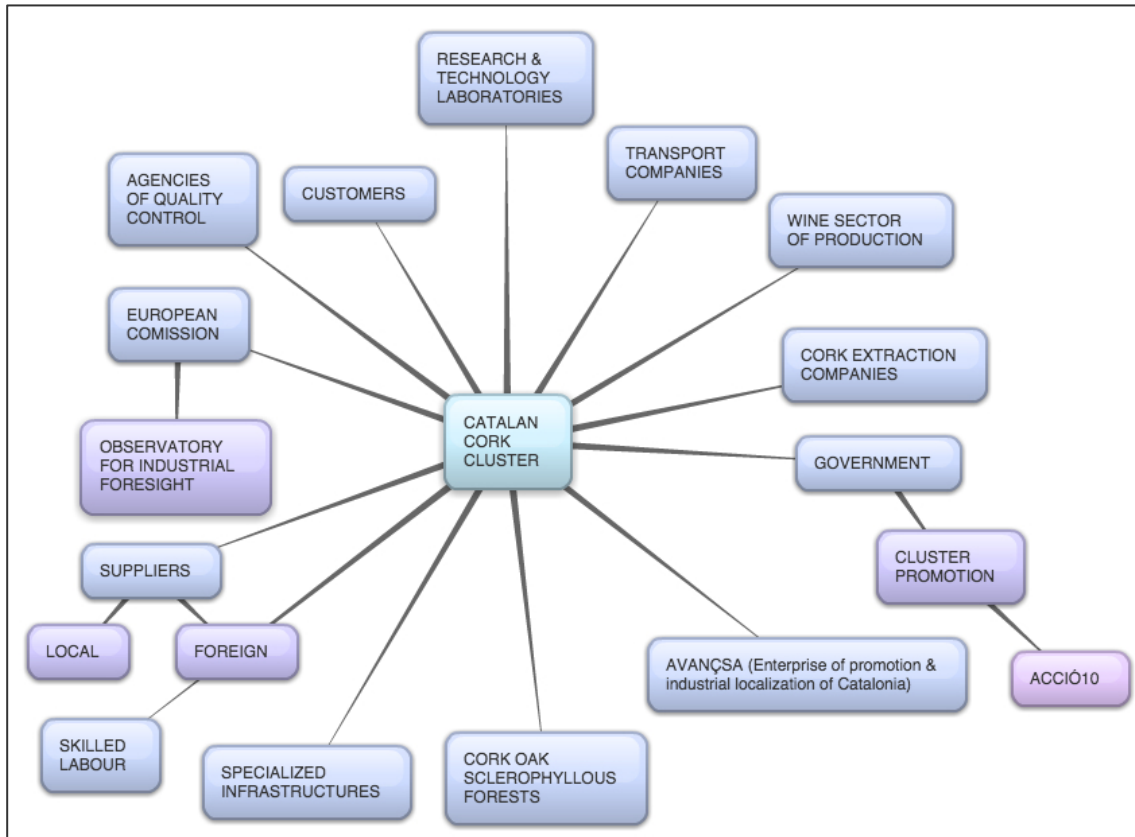 RESEARCH &
TECHNOLOGY
LABORATORIES
TRANSPORT
COMPANIES
AGENCIES
OF QUALITY
CONTROL
CUSTOMERS
WINE SECTOR
OF PRODUCTION
EUROPEAN
COMISSION
CORK EXTRACTION
COMPANIES
CATALAN
CORK
CLUSTER
OBSERVATORY
FOR INDUSTRIAL
FORESIGHT
GOVERNMENT
SUPPLIERS
CLUSTER
PROMOTION
LOCAL
FOREIGN
AVANÇSA (Enterprise of promotion &
industrial localization of Catalonia)
ACCIÓ10
SKILLED
LABOUR
SPECIALIZED
INFRASTRUCTURES
CORK OAK
SCLEROPHYLLOUS
FORESTS